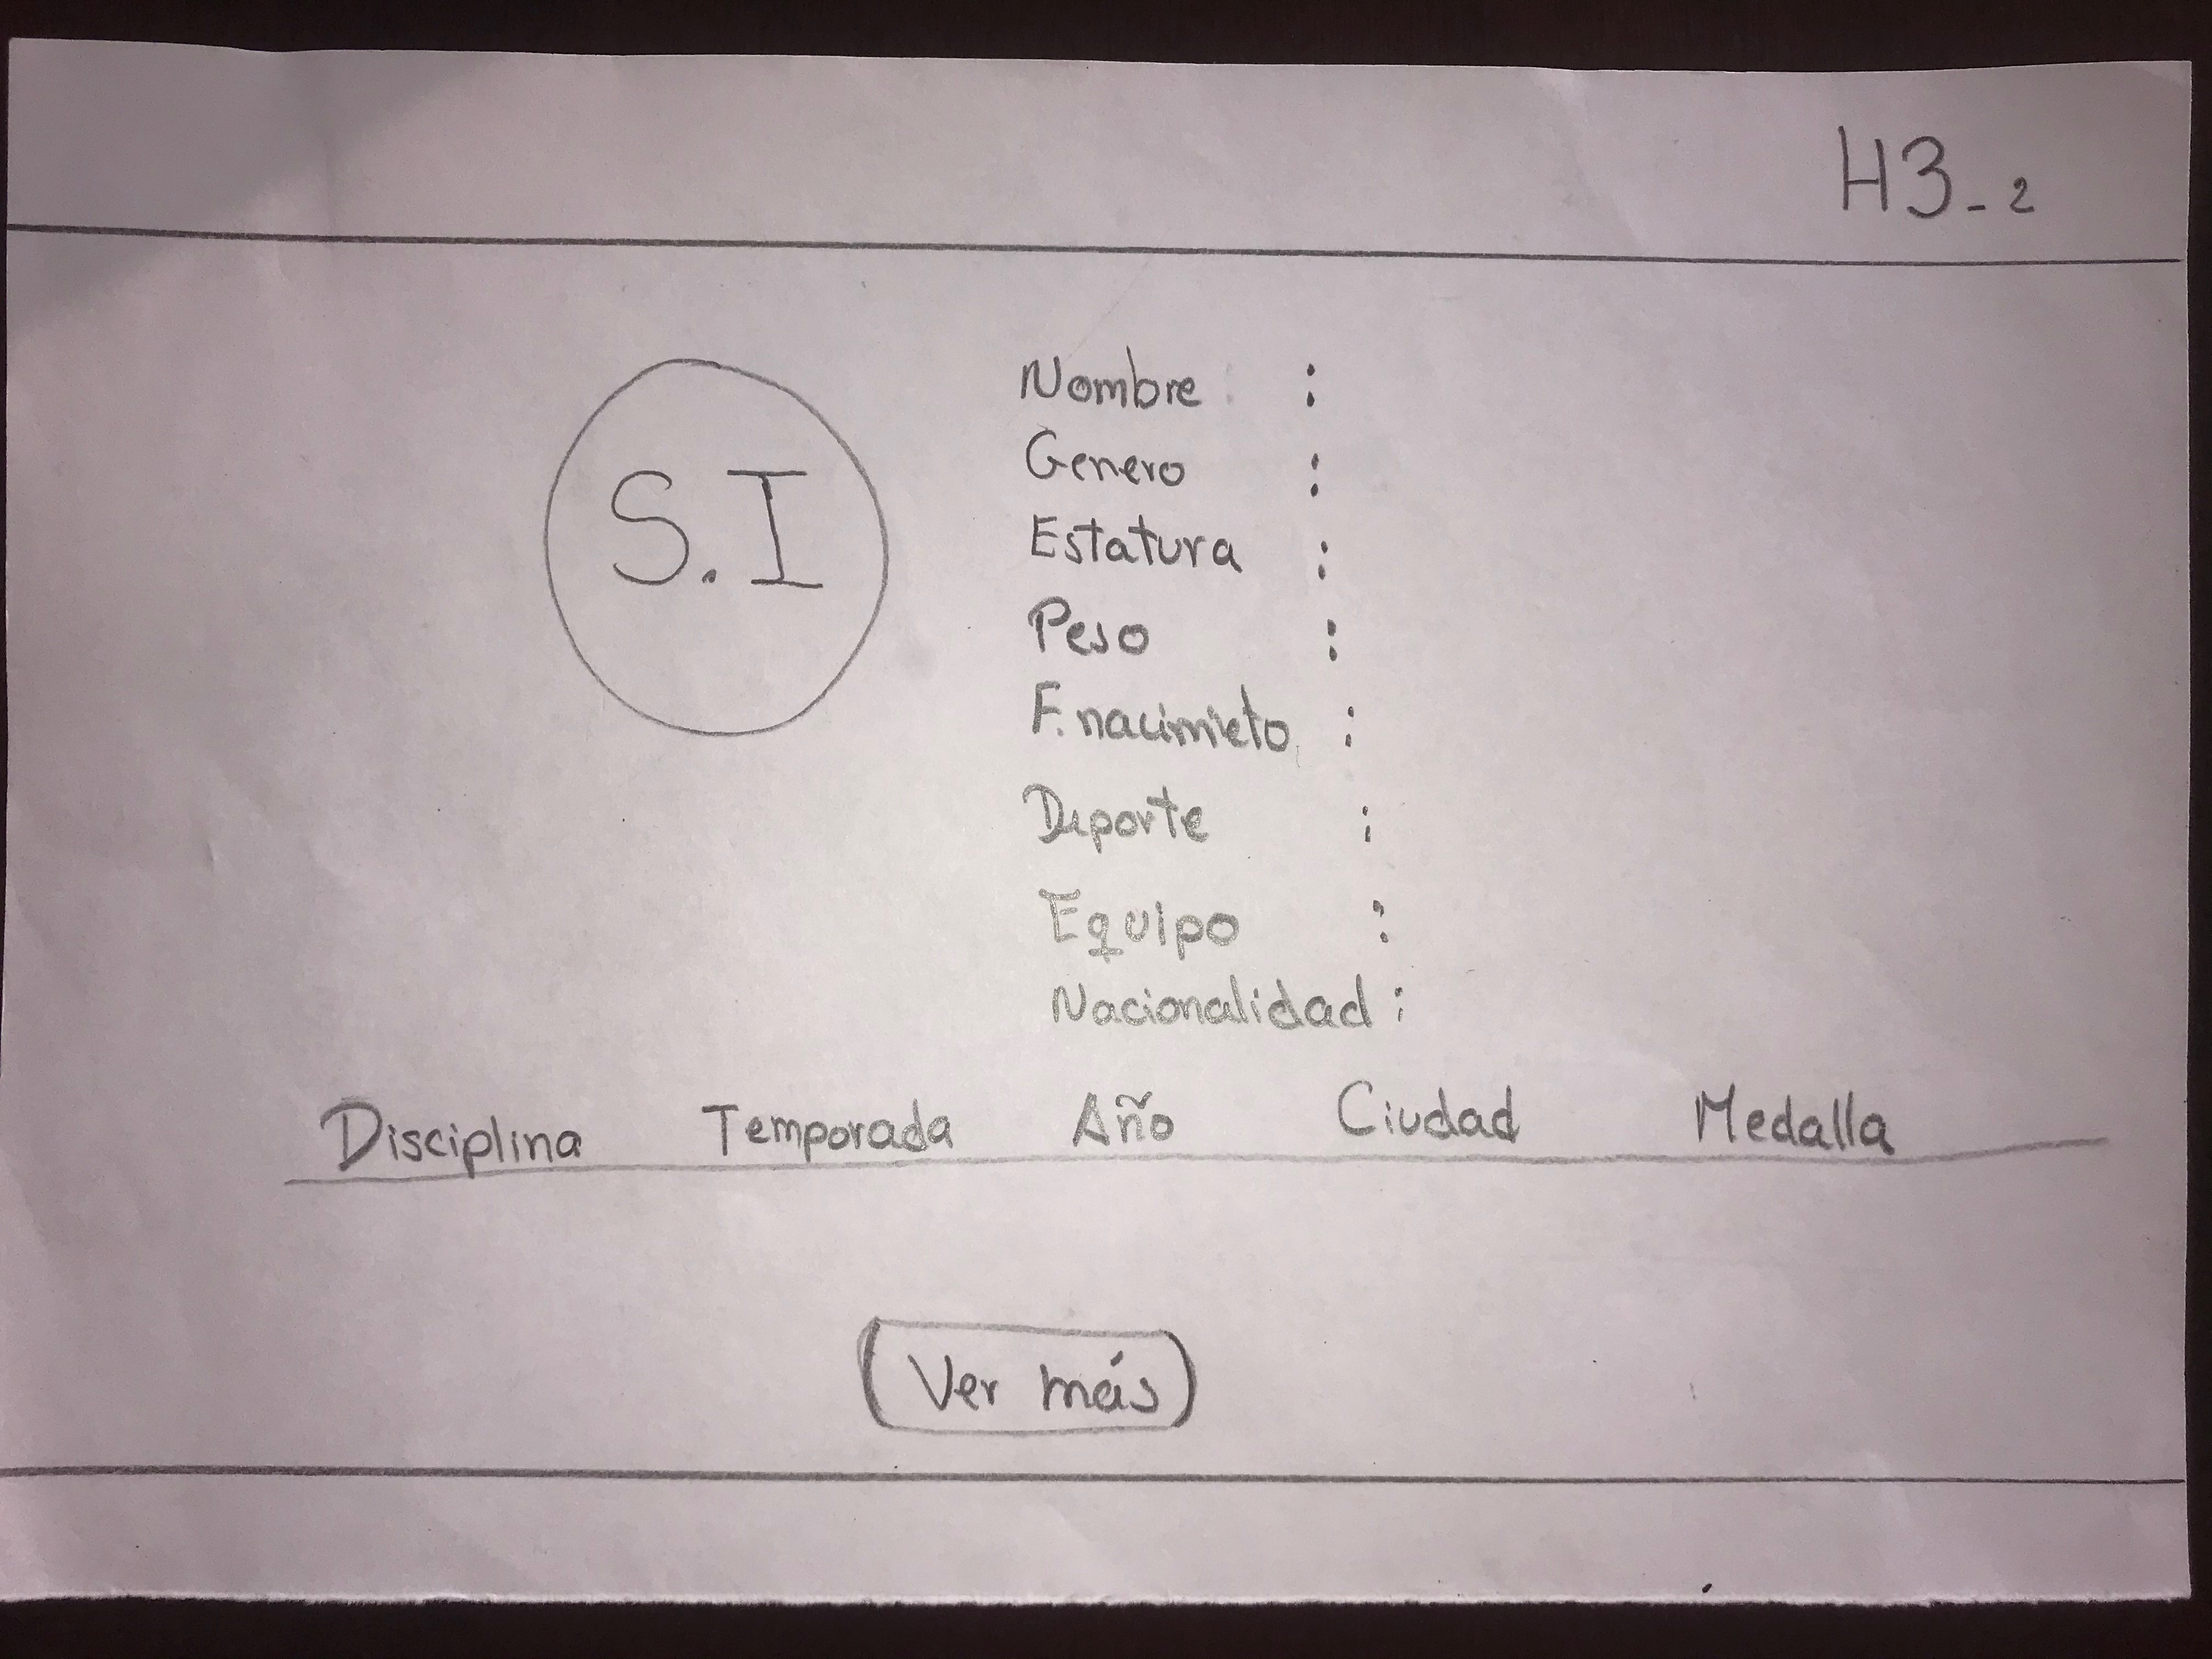 H3-2
S.I
Nombre :
Genero :
Estatura :
Peso :
F. nacimieto :
Deporte :
Equipo :
Nacionalidad :
Disciplina Temporada Año Ciudad Medalla
Ver más